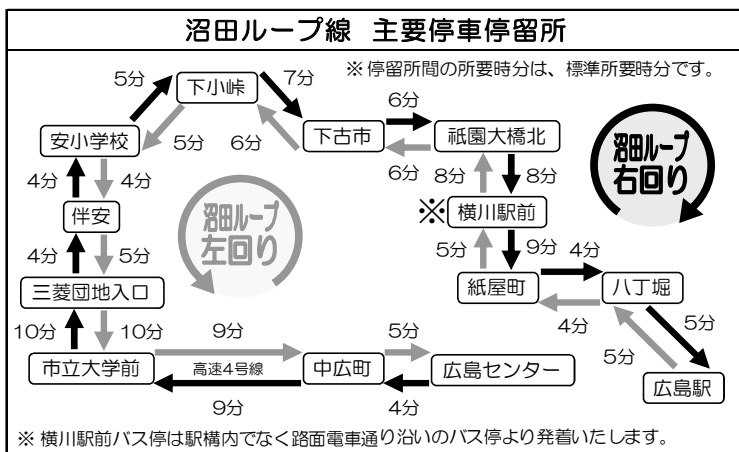 沼田ループ線 主要停車停留所
※ 停留所間の所要時分は、標準所要時分です。
5分
下小峠
7分
6分
安小学校
5分
6分
下古市
祇園大橋北
6分
沼田ループ
右回り
4分
4分
8分
8分
伴安
沼田ループ
左回り
※
横川駅前
4分
5分
5分
9分
4分
三菱団地入口
紙屋町
八丁堀
4分
10分
10分
9分
5分
5分
5分
市立大学前
高速4号線
中広町
広島センター
広島駅
9分
4分
※ 横川駅前バス停は駅構内でなく路面電車通り沿いのバス停より発着いたします。